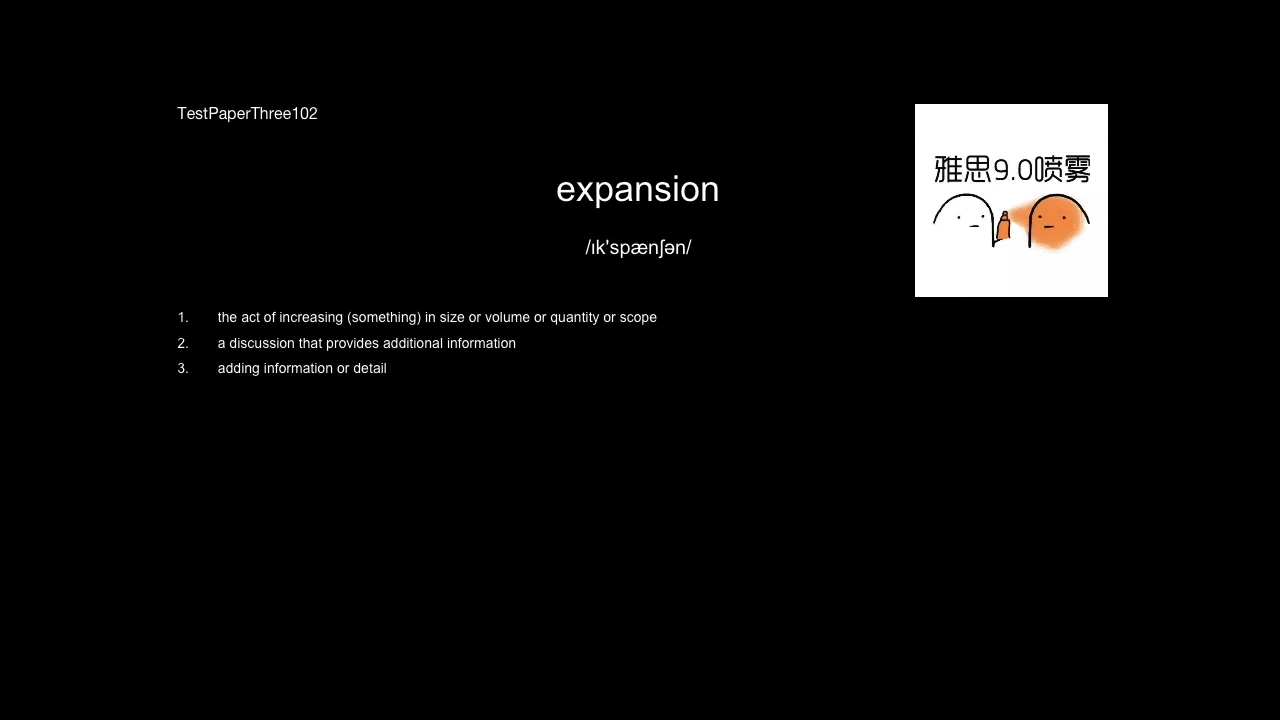 TestPaperThree102
雅思9.0喷雾
expansion
/ɪk'spænʃən/
1. the act of increasing (something) in size or volume or quantity or scope
2. a discussion that provides additional information
3. adding information or detail